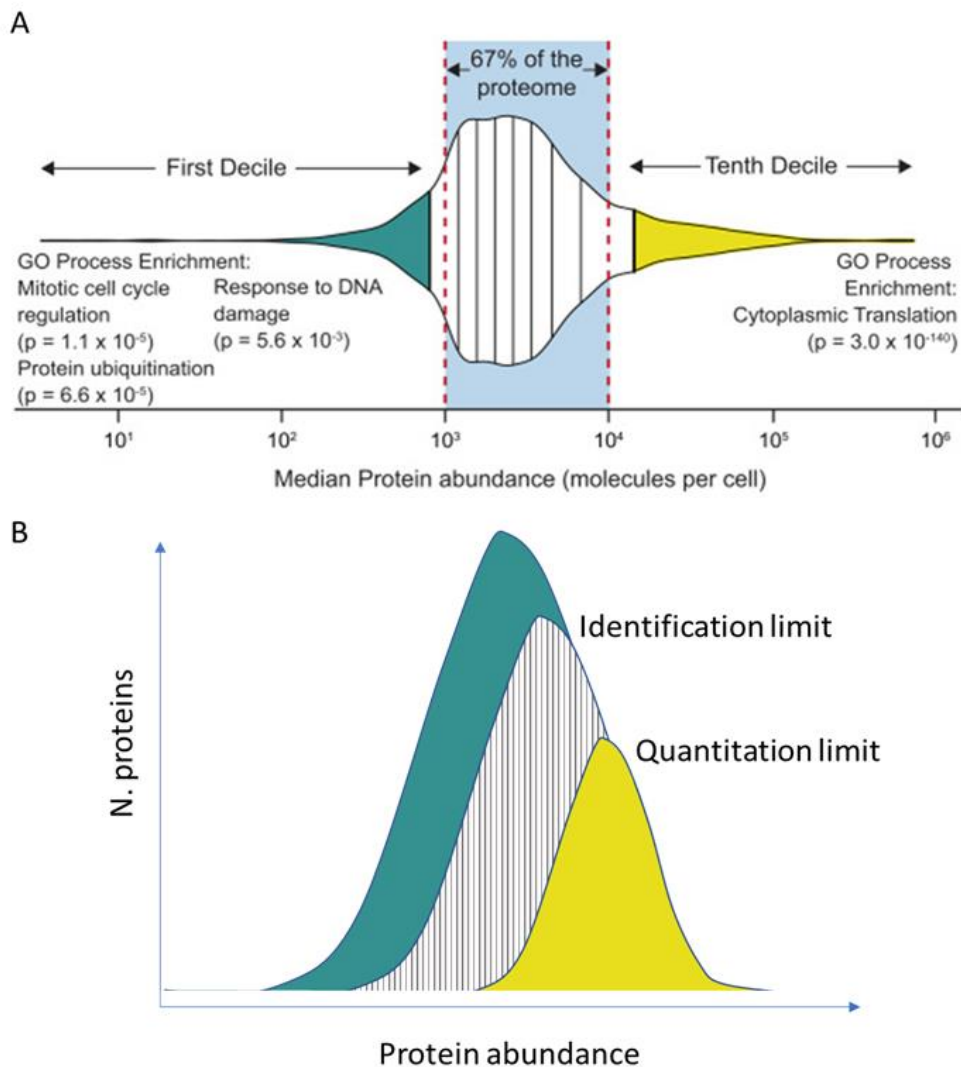 A
67% of the
proteome
First Decile
Tenth Decile
GO Process Enrichment:
Mitotic cell cycle
regulation
(p = 1.1 x 10⁻⁵)
Protein ubiquitination
(p = 6.6 x 10⁻⁵)
Response to DNA
damage
(p = 5.6 x 10⁻³)
GO Process
Enrichment:
Cytoplasmic Translation
(p = 3.0 x 10⁻¹⁴⁰)
10¹ 10² 10³ 10⁴ 10⁵ 10⁶
Median Protein abundance (molecules per cell)
B
N. proteins
Identification limit
Quantitation limit
Protein abundance